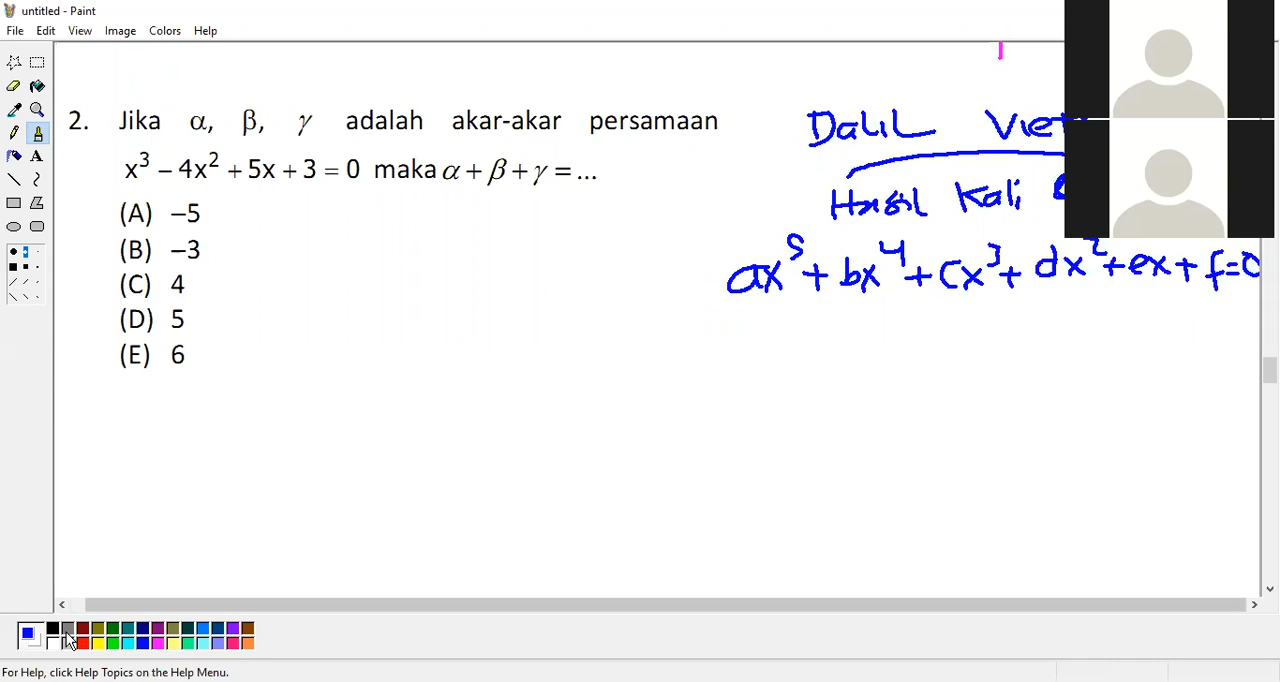 untitled - Paint
File Edit View Image Colors Help
2. Jika α, β, γ adalah akar-akar persamaan
x³ − 4x² + 5x + 3 = 0 maka α + β + γ = ...
(A) −5
(B) −3
(C) 4
(D) 5
(E) 6
Dalil
Hasil Kali
ax⁵ + bx⁴ + cx³ + dx² + ex + f = 0
For Help, click Help Topics on the Help Menu.